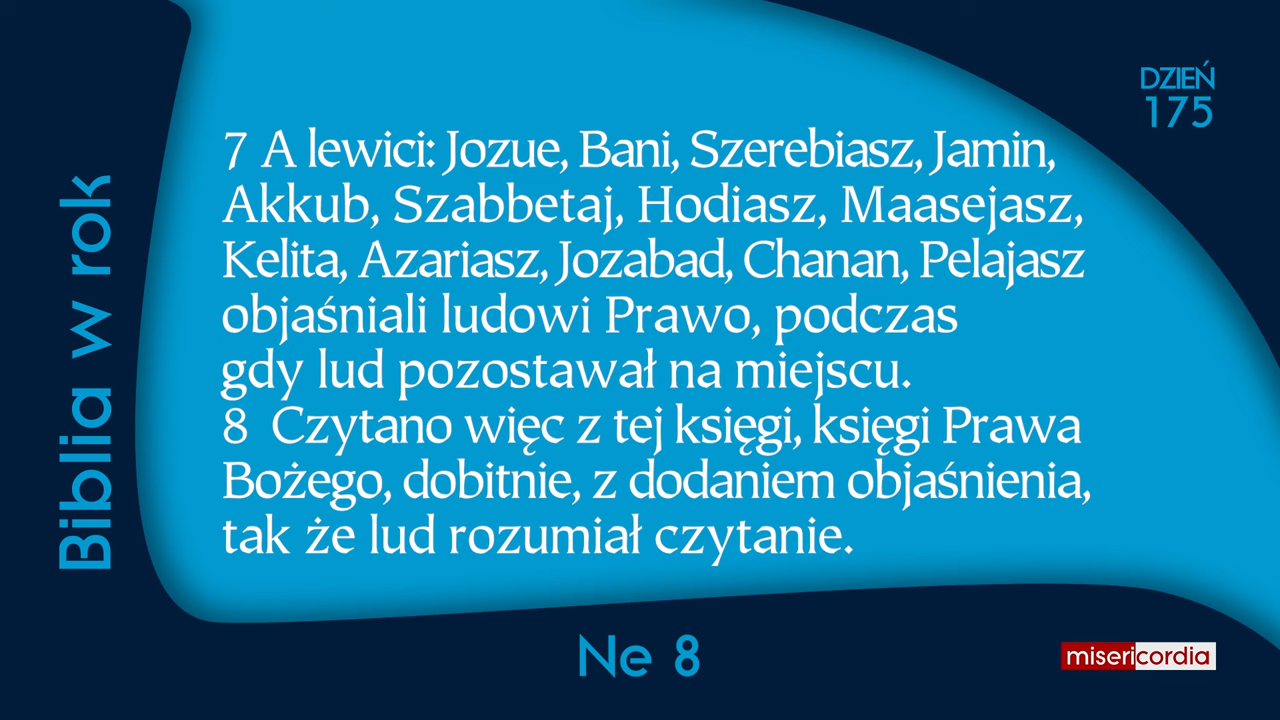 DZIEŃ
175
7 A lewici: Jozue, Bani, Szerebiasz, Jamin,
Akkub, Szabbetaj, Hodiasz, Maasejasz,
Kelita, Azariasz, Jozabad, Chanan, Pelajasz
objaśniali ludowi Prawo, podczas
gdy lud pozostawał na miejscu.
8 Czytano więc z tej księgi, księgi Prawa
Bożego, dobitnie, z dodaniem objaśnienia,
tak że lud rozumiał czytanie.
Biblia w rok
Ne 8
misericordia